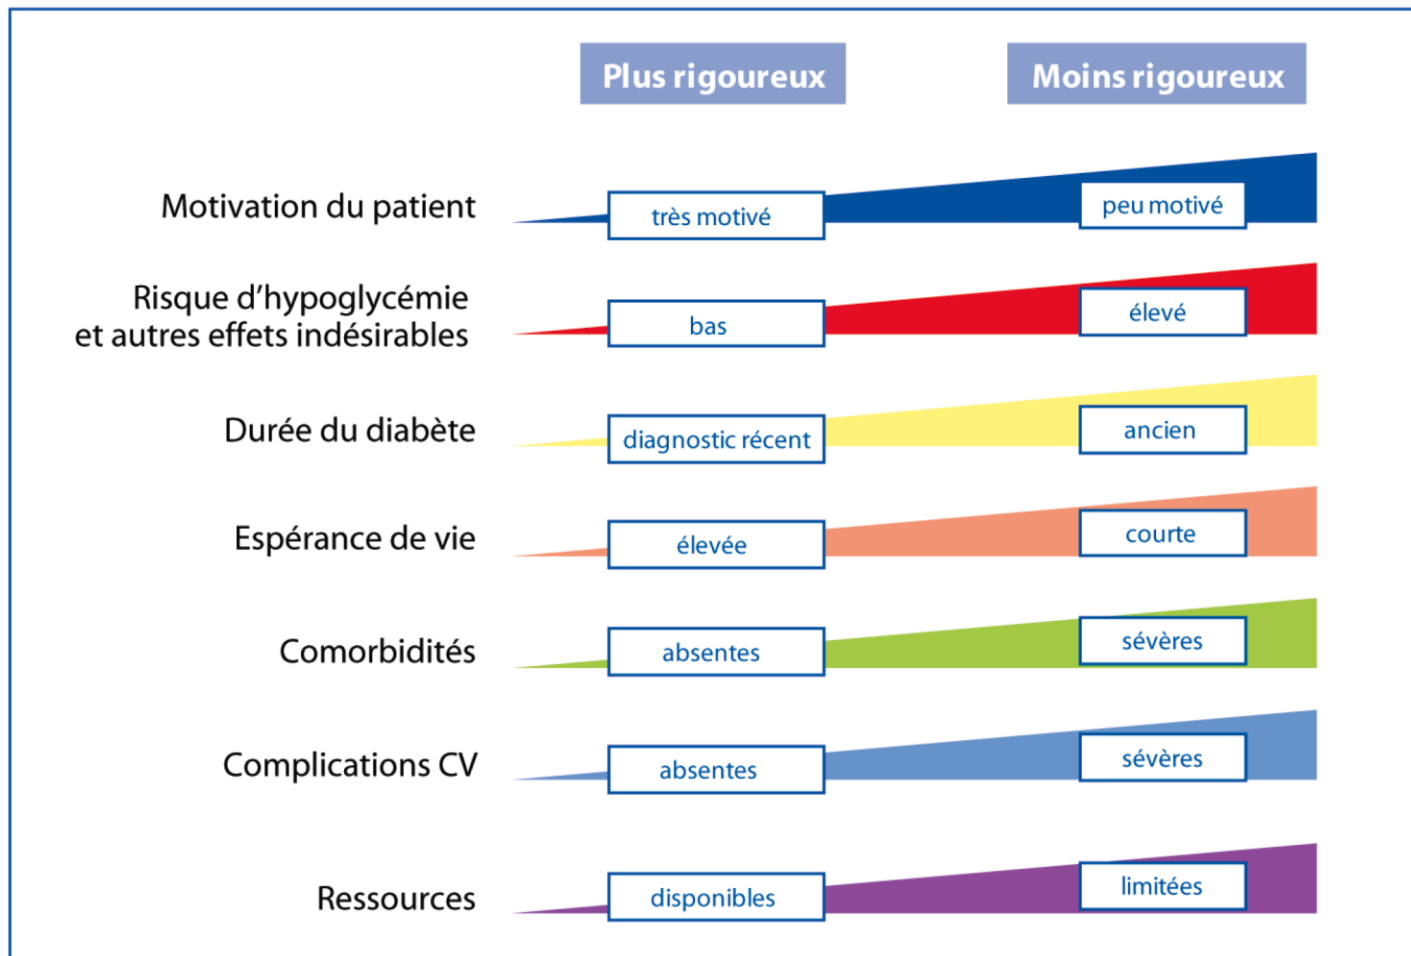 Plus rigoureux
Moins rigoureux
Motivation du patient
très motivé
peu motivé
Risque d'hypoglycémie
et autres effets indésirables
bas
élevé
Durée du diabète
diagnostic récent
ancien
Espérance de vie
élevée
courte
Comorbidités
absentes
sévères
Complications CV
absentes
sévères
Ressources
disponibles
limitées